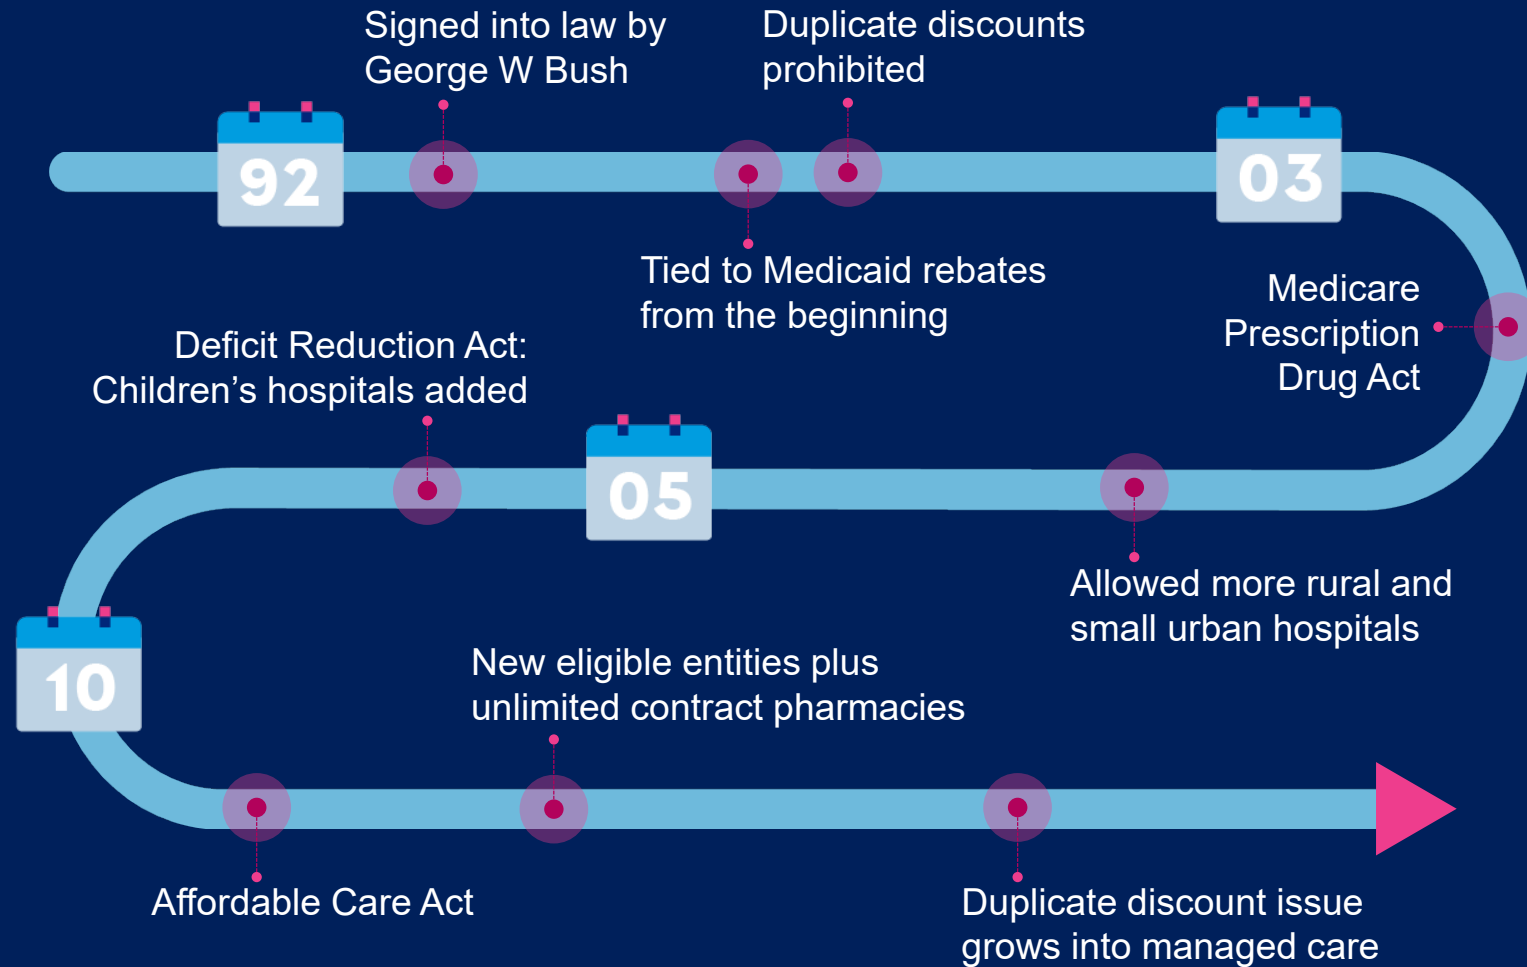 Signed into law by
George W Bush
Duplicate discounts
prohibited
92
03
Tied to Medicaid rebates
from the beginning
Medicare
Prescription
Drug Act
Deficit Reduction Act:
Children’s hospitals added
05
Allowed more rural and
small urban hospitals
10
New eligible entities plus
unlimited contract pharmacies
Affordable Care Act
Duplicate discount issue
grows into managed care